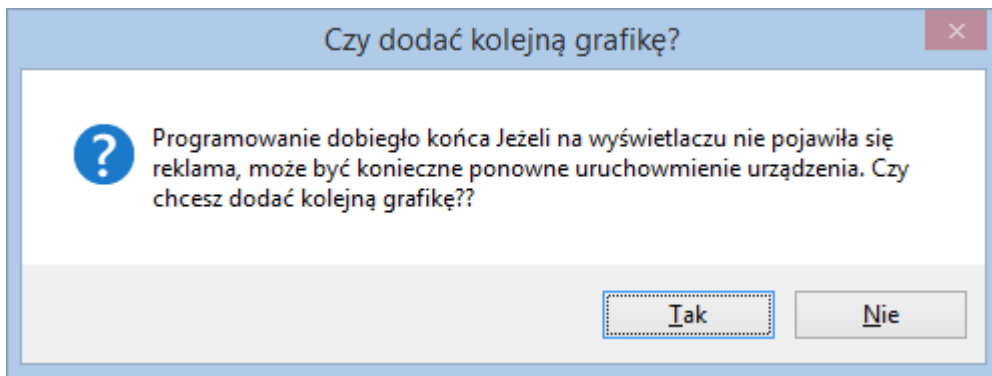 Czy dodać kolejną grafikę?
Programowanie dobiegło końca Jeżeli na wyświetlaczu nie pojawiła się
reklama, może być konieczne ponowne uruchowmienie urządzenia. Czy
chcesz dodać kolejną grafikę??
Tak
Nie